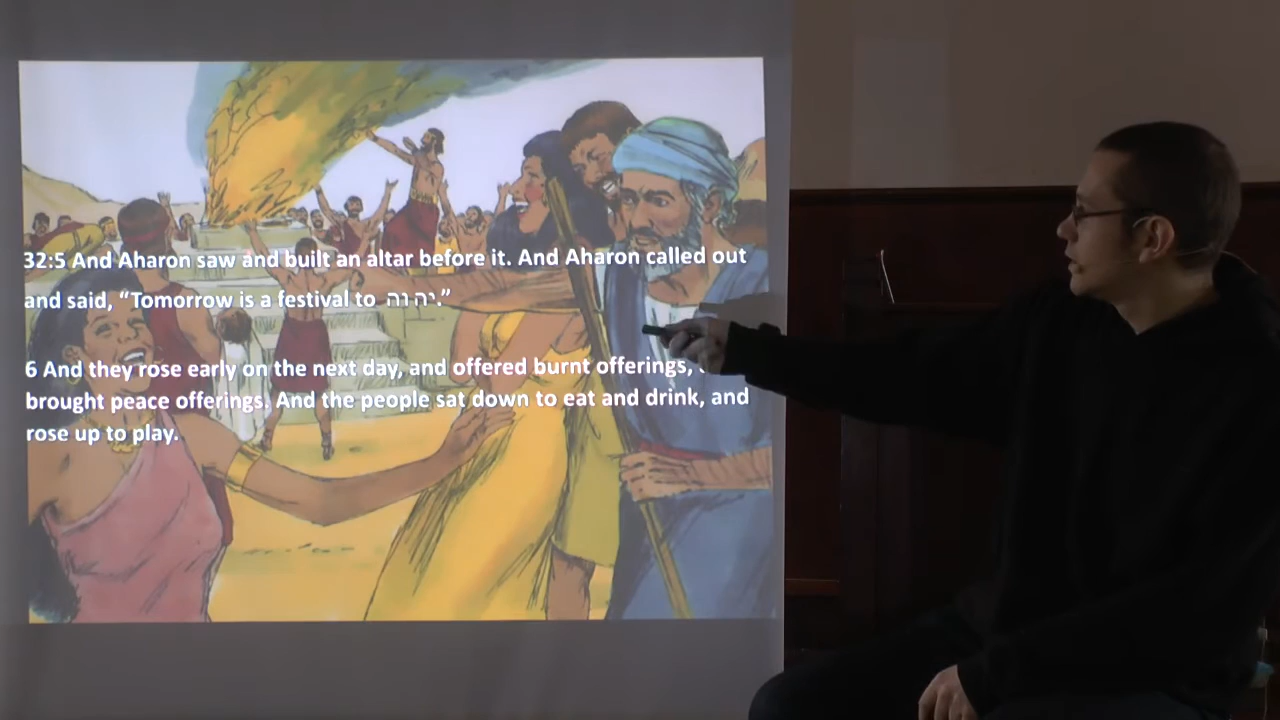 32:5 And Aharon saw and built an altar before it. And Aharon called out
and said, “Tomorrow is a festival to יהוה.”
6 And they rose early on the next day, and offered burnt offerings,
brought peace offerings. And the people sat down to eat and drink, and
rose up to play.